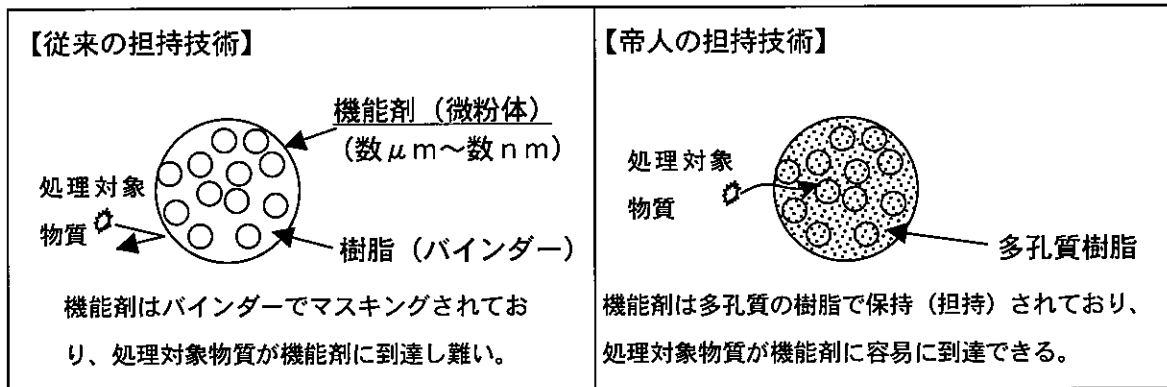 【従来の担持技術】
機能剤（微粉体）
（数μm～数nm）
処理対象
物質
樹脂（バインダー）
機能剤はバインダーでマスキングされてお
り、処理対象物質が機能剤に到達し難い。
【帝人の担持技術】
処理対象
物質
多孔質樹脂
機能剤は多孔質の樹脂で保持（担持）されており、
処理対象物質が機能剤に容易に到達できる。